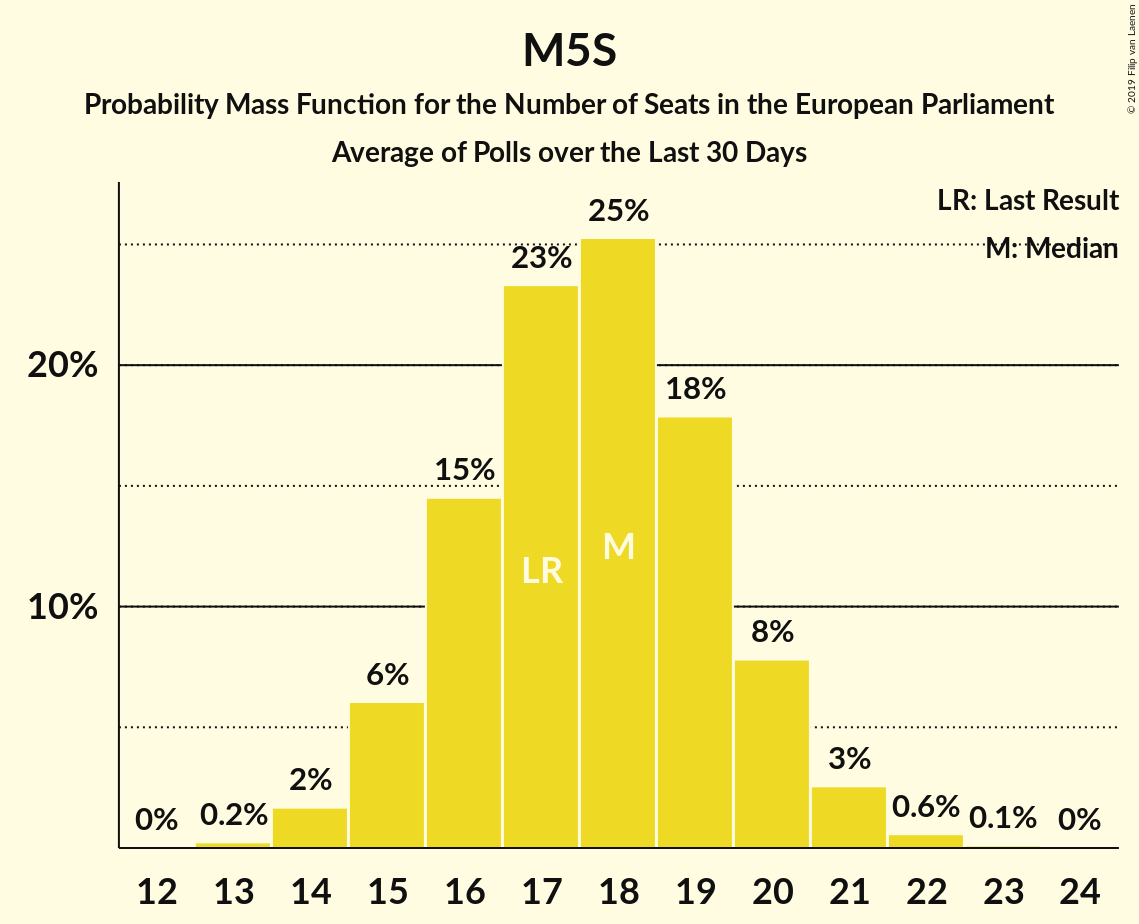 M5S
Probability Mass Function for the Number of Seats in the European Parliament
Average of Polls over the Last 30 Days
© 2019 Filip van Laenen
LR: Last Result
M: Median
20%
10%
0%
0.2%
2%
6%
15%
23%
25%
18%
8%
3%
0.6%
0.1%
0%
LR
M
12 13 14 15 16 17 18 19 20 21 22 23 24